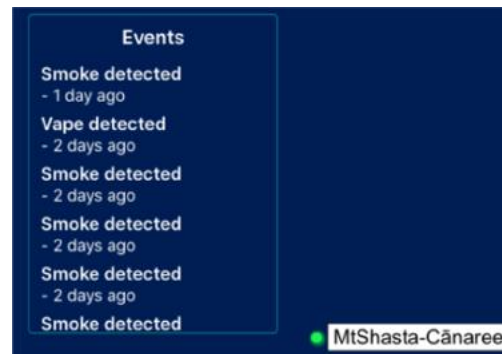 Events
Smoke detected
- 1 day ago
Vape detected
- 2 days ago
Smoke detected
- 2 days ago
Smoke detected
- 2 days ago
Smoke detected
- 2 days ago
Smoke detected
MtShasta-Cānaree